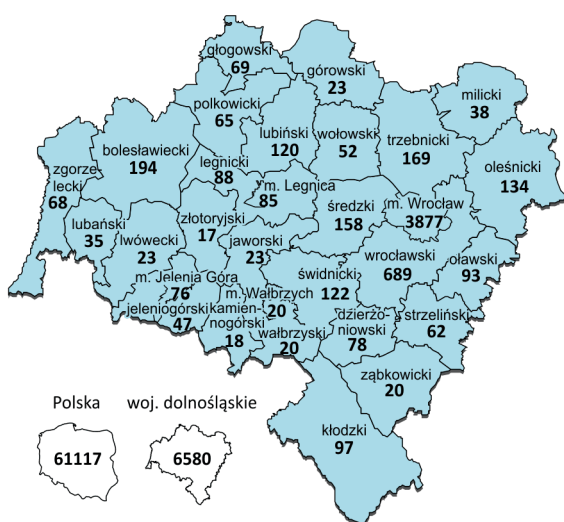 głogowski
69
górowski
23
milicki
38
polkowicki
65
lubiński
120
wołowski
52
trzebnicki
169
bolesławiecki
194
oleśnicki
134
zgorze
lecki
68
legnicki
88
m. Legnica
85
średzki
158
m. Wrocław
3877
lubański
35
lwówecki
23
złotoryjski
17
jaworski
23
wrocławski
689
oławski
93
m. Jelenia Góra
76
świdnicki
122
jeleniogórski
47
kamien-
nogórski
18
m. Wałbrzych
20
wałbrzyski
20
dzierżo-
niowski
78
strzeliński
62
ząbkowicki
20
kłodzki
97
Polska
61117
woj. dolnośląskie
6580